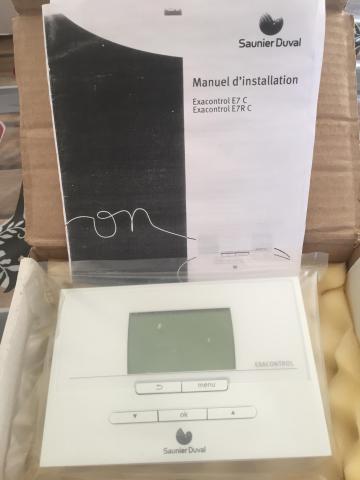 Saunier Duval
Manuel d'installation
Exacontrol E7 C
Exacontrol E7R C
on
EXACONTROL
menu
ok
Saunier Duval